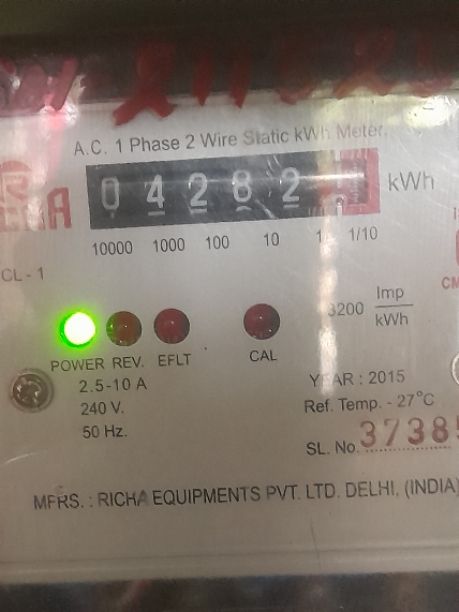 A.C. 1 Phase 2 Wire Static kWh Meter.
0 4 2 8 2 kWh
10000 1000 100 10 1 1/10
CL - 1
3200 Imp
kWh
POWER REV. EFLT CAL
2.5-10 A
240 V.
50 Hz.
YEAR : 2015
Ref. Temp. - 27°C
SL. No. 3738
MFRS. : RICHA EQUIPMENTS PVT. LTD. DELHI, (INDIA)